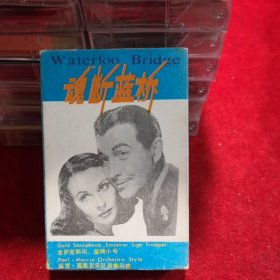 Waterloo Bridge
魂断蓝桥
Gold Saxophone Emperor Sign Trumpet
金萨克斯风,皇牌小号
Paul · Marric Orchestra Style
保罗·莫里哀乐队演奏风格